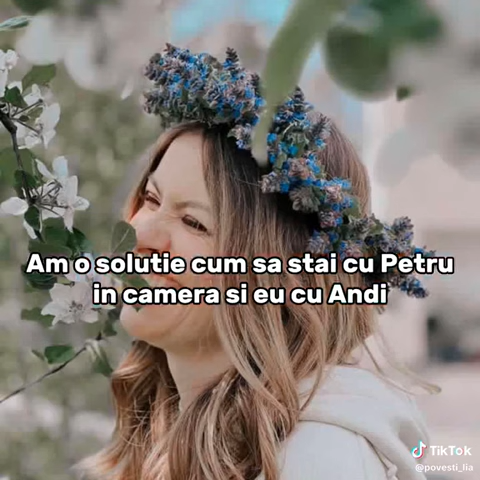 Am o solutie cum sa stai cu Petru
in camera si eu cu Andi
TikTok
@povesti_lia